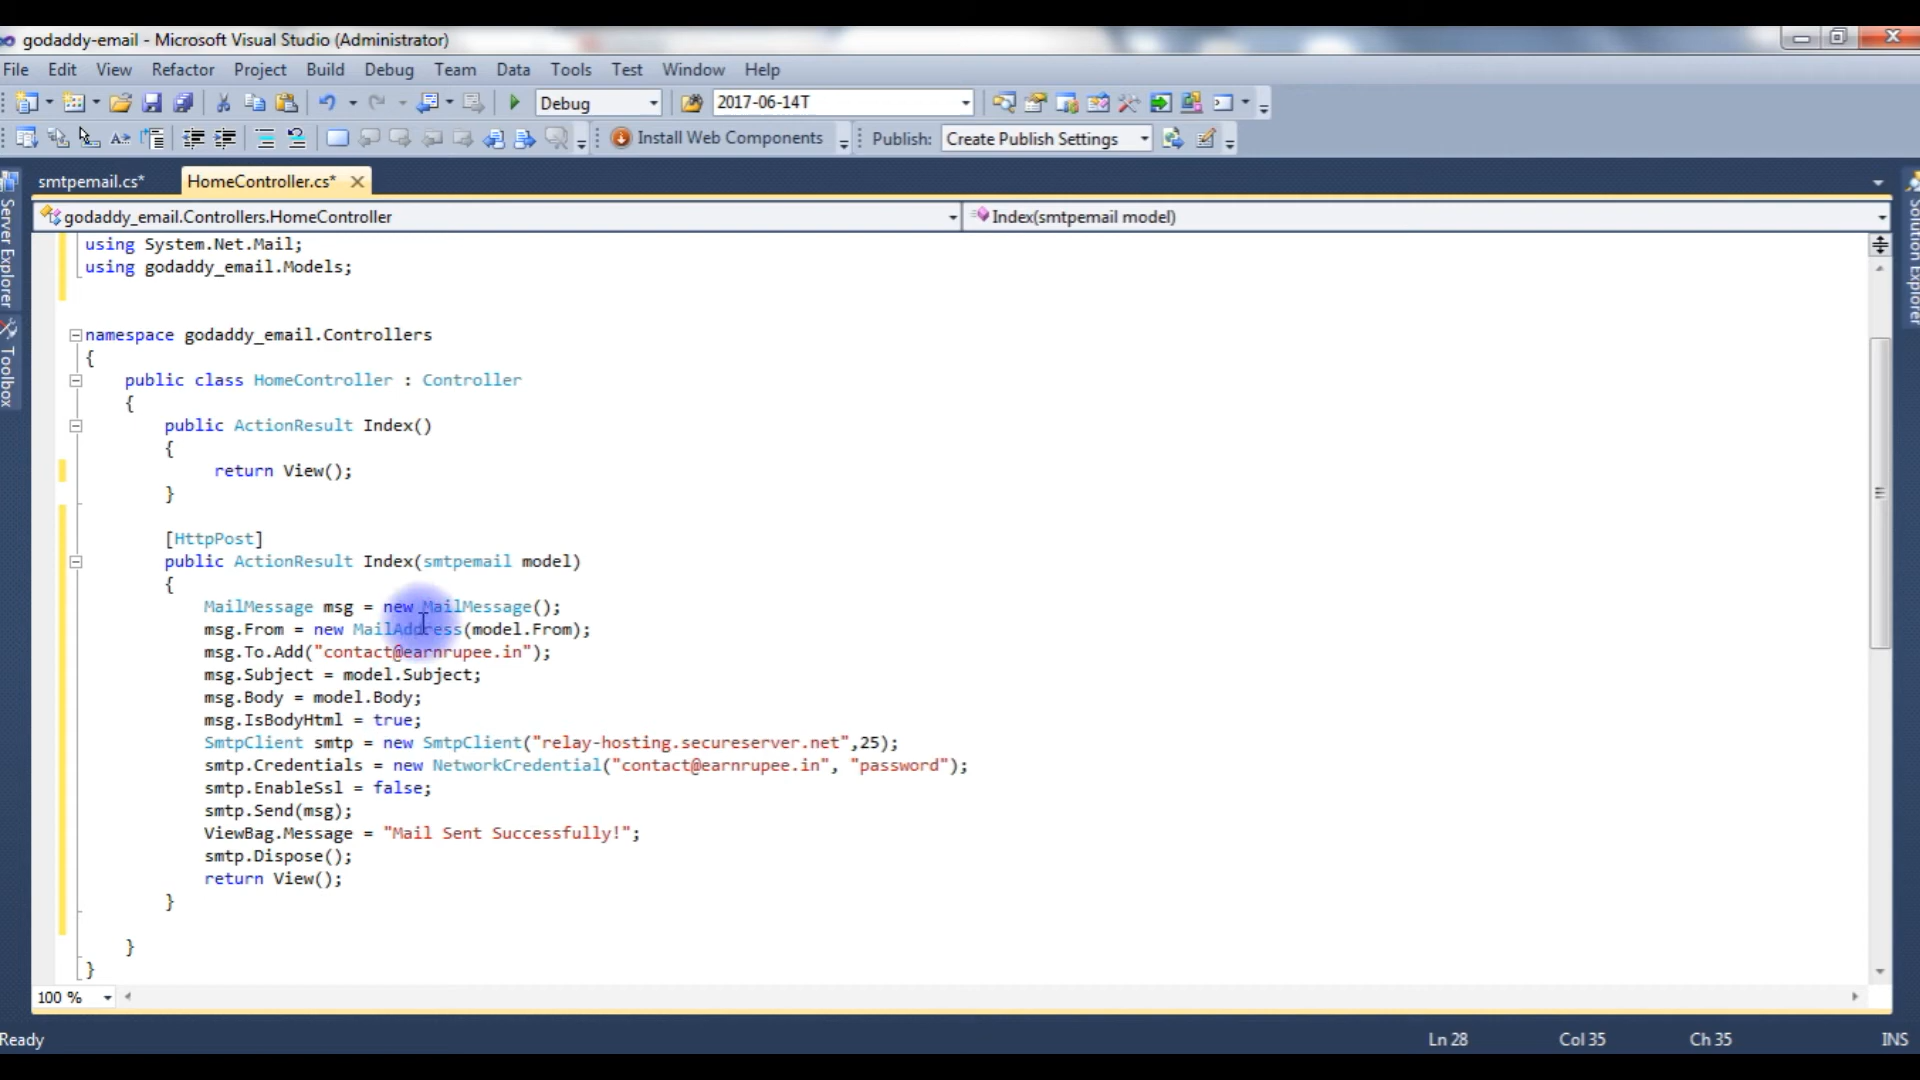 godaddy-email - Microsoft Visual Studio (Administrator)
File Edit View Refactor Project Build Debug Team Data Tools Test Window Help
Debug 2017-06-14T
Install Web Components Publish: Create Publish Settings
smtpemail.cs* HomeController.cs*
godaddy_email.Controllers.HomeController Index(smtpemail model)
Server Explorer
Toolbox
Solution Explorer
using System.Net.Mail;
using godaddy_email.Models;
namespace godaddy_email.Controllers
{
public class HomeController : Controller
{
public ActionResult Index()
{
return View();
}
[HttpPost]
public ActionResult Index(smtpemail model)
{
MailMessage msg = new MailMessage();
msg.From = new MailAddress(model.From);
msg.To.Add("contact@earnrupee.in");
msg.Subject = model.Subject;
msg.Body = model.Body;
msg.IsBodyHtml = true;
SmtpClient smtp = new SmtpClient("relay-hosting.secureserver.net",25);
smtp.Credentials = new NetworkCredential("contact@earnrupee.in", "password");
smtp.EnableSsl = false;
smtp.Send(msg);
ViewBag.Message = "Mail Sent Successfully!";
smtp.Dispose();
return View();
}
}
}
100 %
Ready Ln 28 Col 35 Ch 35 INS